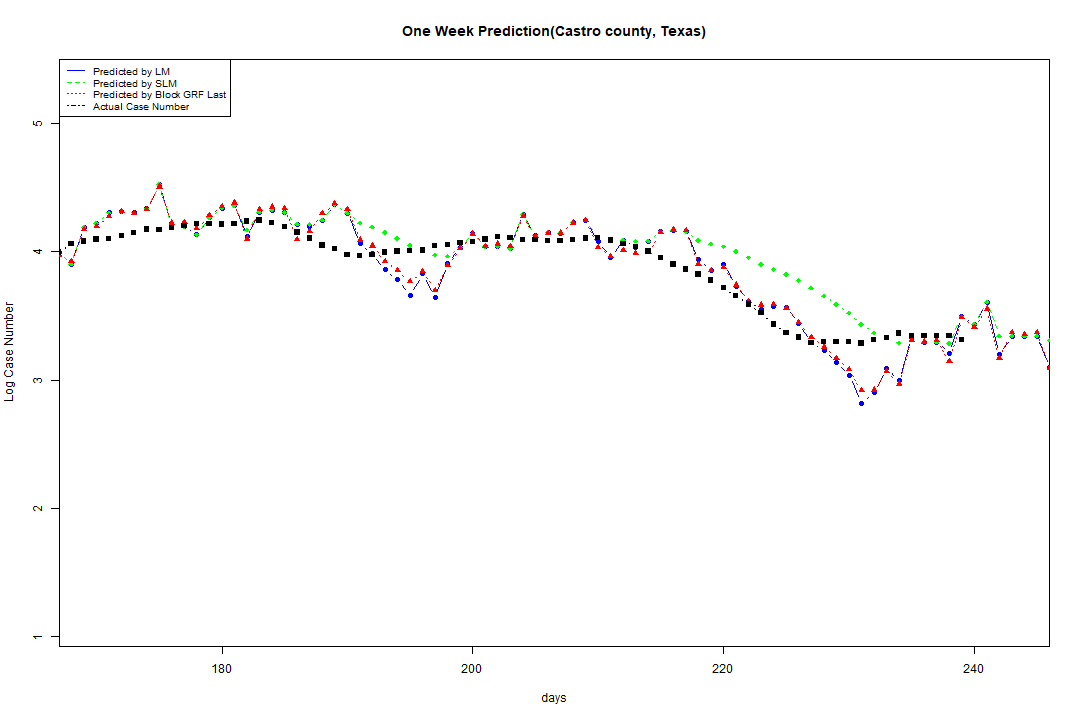 One Week Prediction(Castro county, Texas)
Predicted by LM
Predicted by SLM
Predicted by Block GRF Last
Actual Case Number
5
4
3
2
1
Log Case Number
180
200
220
240
days